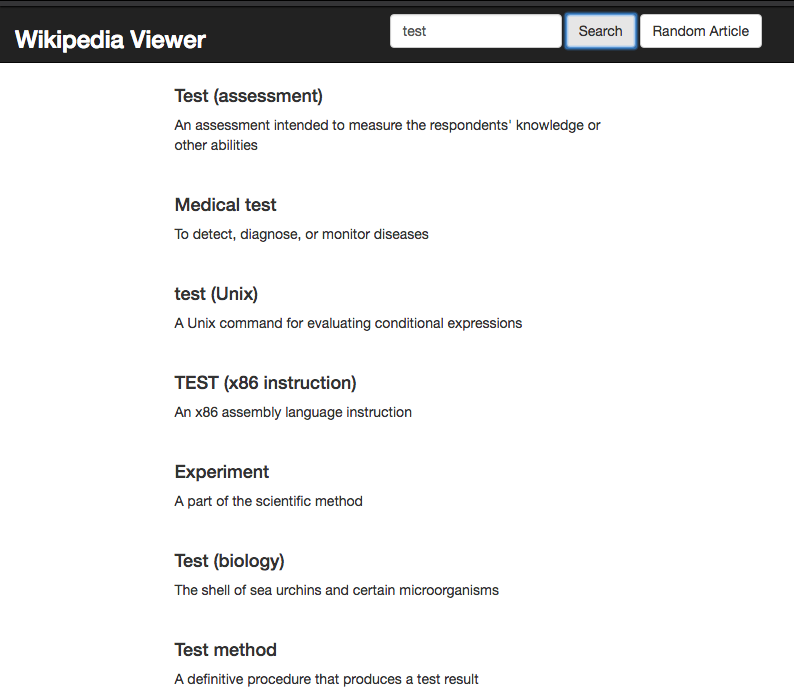 Wikipedia Viewer
test
Search
Random Article
Test (assessment)
An assessment intended to measure the respondents' knowledge or
other abilities
Medical test
To detect, diagnose, or monitor diseases
test (Unix)
A Unix command for evaluating conditional expressions
TEST (x86 instruction)
An x86 assembly language instruction
Experiment
A part of the scientific method
Test (biology)
The shell of sea urchins and certain microorganisms
Test method
A definitive procedure that produces a test result